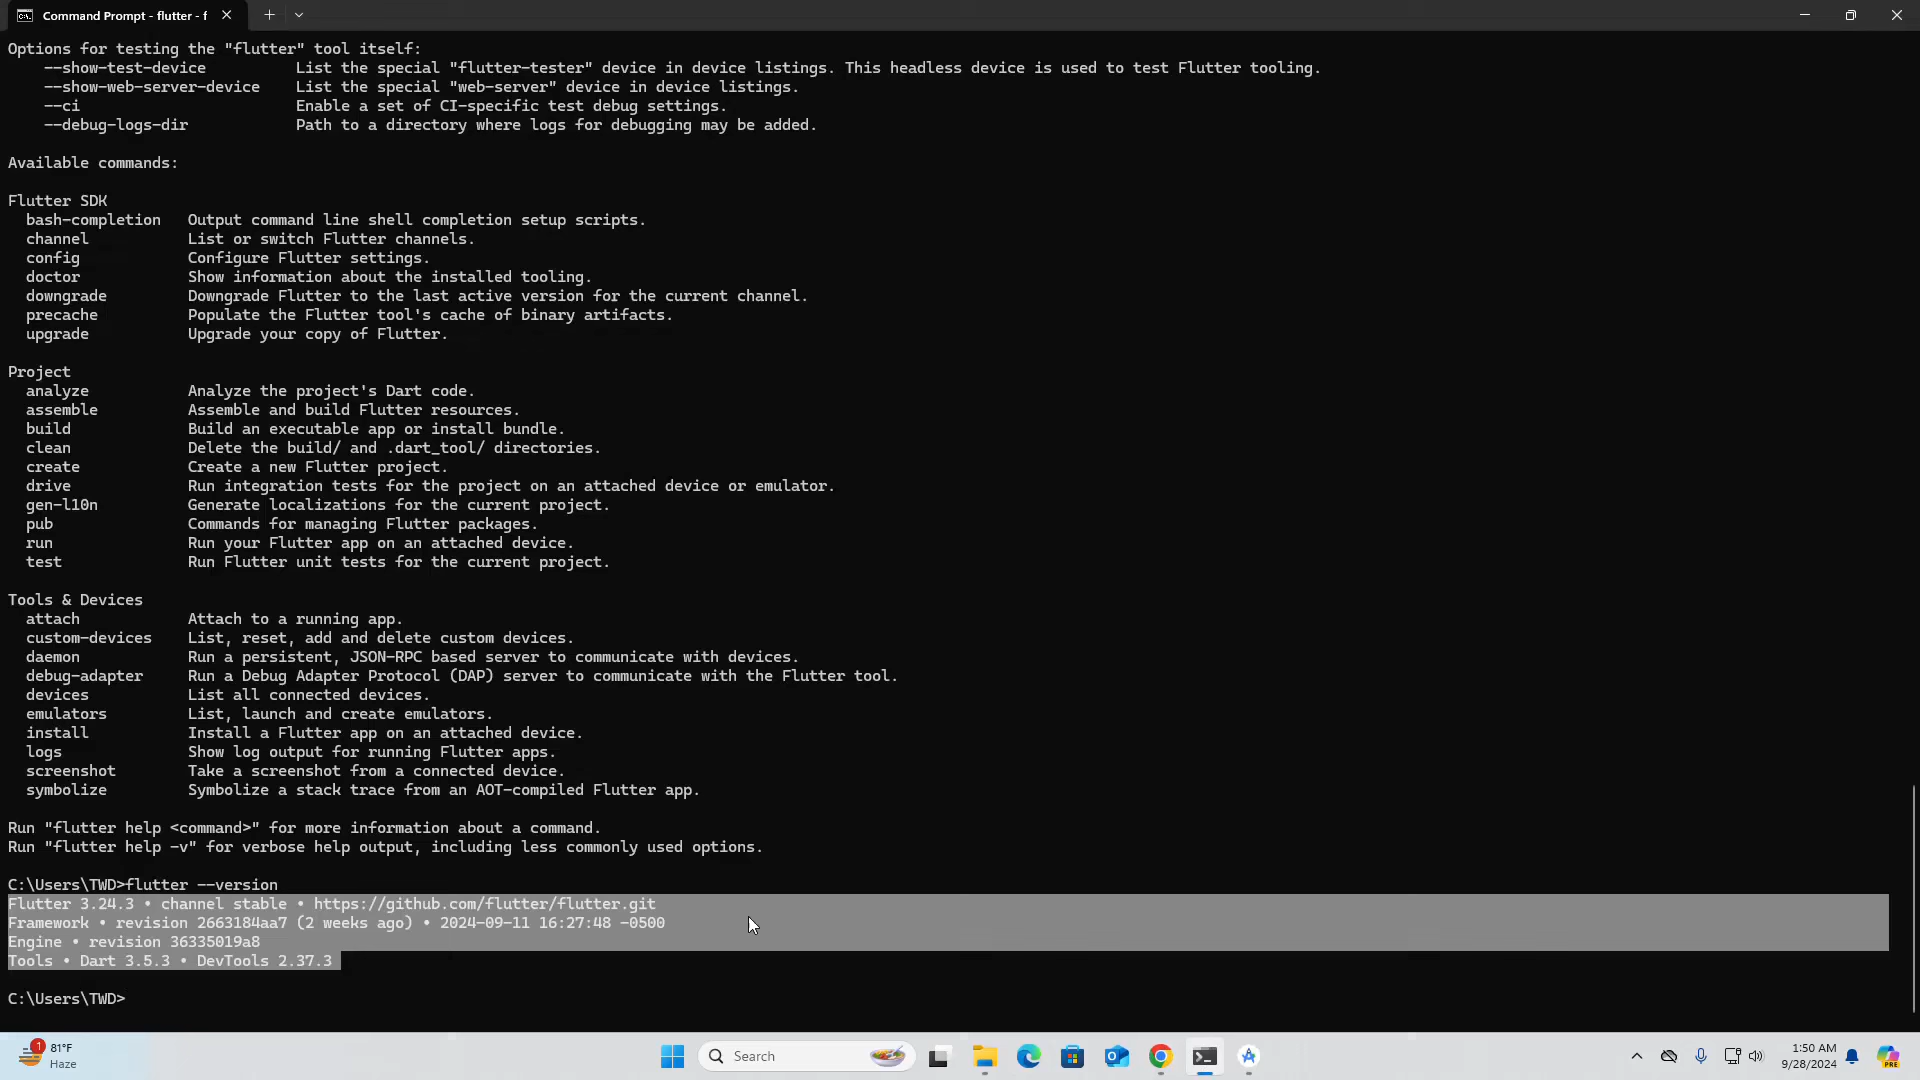 Command Prompt - flutter - f
Options for testing the "flutter" tool itself:
--show-test-device List the special "flutter-tester" device in device listings. This headless device is used to test Flutter tooling.
--show-web-server-device List the special "web-server" device in device listings.
--ci Enable a set of CI-specific test debug settings.
--debug-logs-dir Path to a directory where logs for debugging may be added.
Available commands:
Flutter SDK
bash-completion Output command line shell completion setup scripts.
channel List or switch Flutter channels.
config Configure Flutter settings.
doctor Show information about the installed tooling.
downgrade Downgrade Flutter to the last active version for the current channel.
precache Populate the Flutter tool's cache of binary artifacts.
upgrade Upgrade your copy of Flutter.
Project
analyze Analyze the project's Dart code.
assemble Assemble and build Flutter resources.
build Build an executable app or install bundle.
clean Delete the build/ and .dart_tool/ directories.
create Create a new Flutter project.
drive Run integration tests for the project on an attached device or emulator.
gen-l10n Generate localizations for the current project.
pub Commands for managing Flutter packages.
run Run your Flutter app on an attached device.
test Run Flutter unit tests for the current project.
Tools & Devices
attach Attach to a running app.
custom-devices List, reset, add and delete custom devices.
daemon Run a persistent, JSON-RPC based server to communicate with devices.
debug-adapter Run a Debug Adapter Protocol (DAP) server to communicate with the Flutter tool.
devices List all connected devices.
emulators List, launch and create emulators.
install Install a Flutter app on an attached device.
logs Show log output for running Flutter apps.
screenshot Take a screenshot from a connected device.
symbolize Symbolize a stack trace from an AOT-compiled Flutter app.
Run "flutter help <command>" for more information about a command.
Run "flutter help -v" for verbose help output, including less commonly used options.
C:\Users\TWD>flutter --version
Flutter 3.24.3 • channel stable • https://github.com/flutter/flutter.git
Framework • revision 2663184aa7 (2 weeks ago) • 2024-09-11 16:27:48 -0500
Engine • revision 36335019a8
Tools • Dart 3.5.3 • DevTools 2.37.3
C:\Users\TWD>
1
81°F
Haze
Search
1:50 AM
9/28/2024
PRE